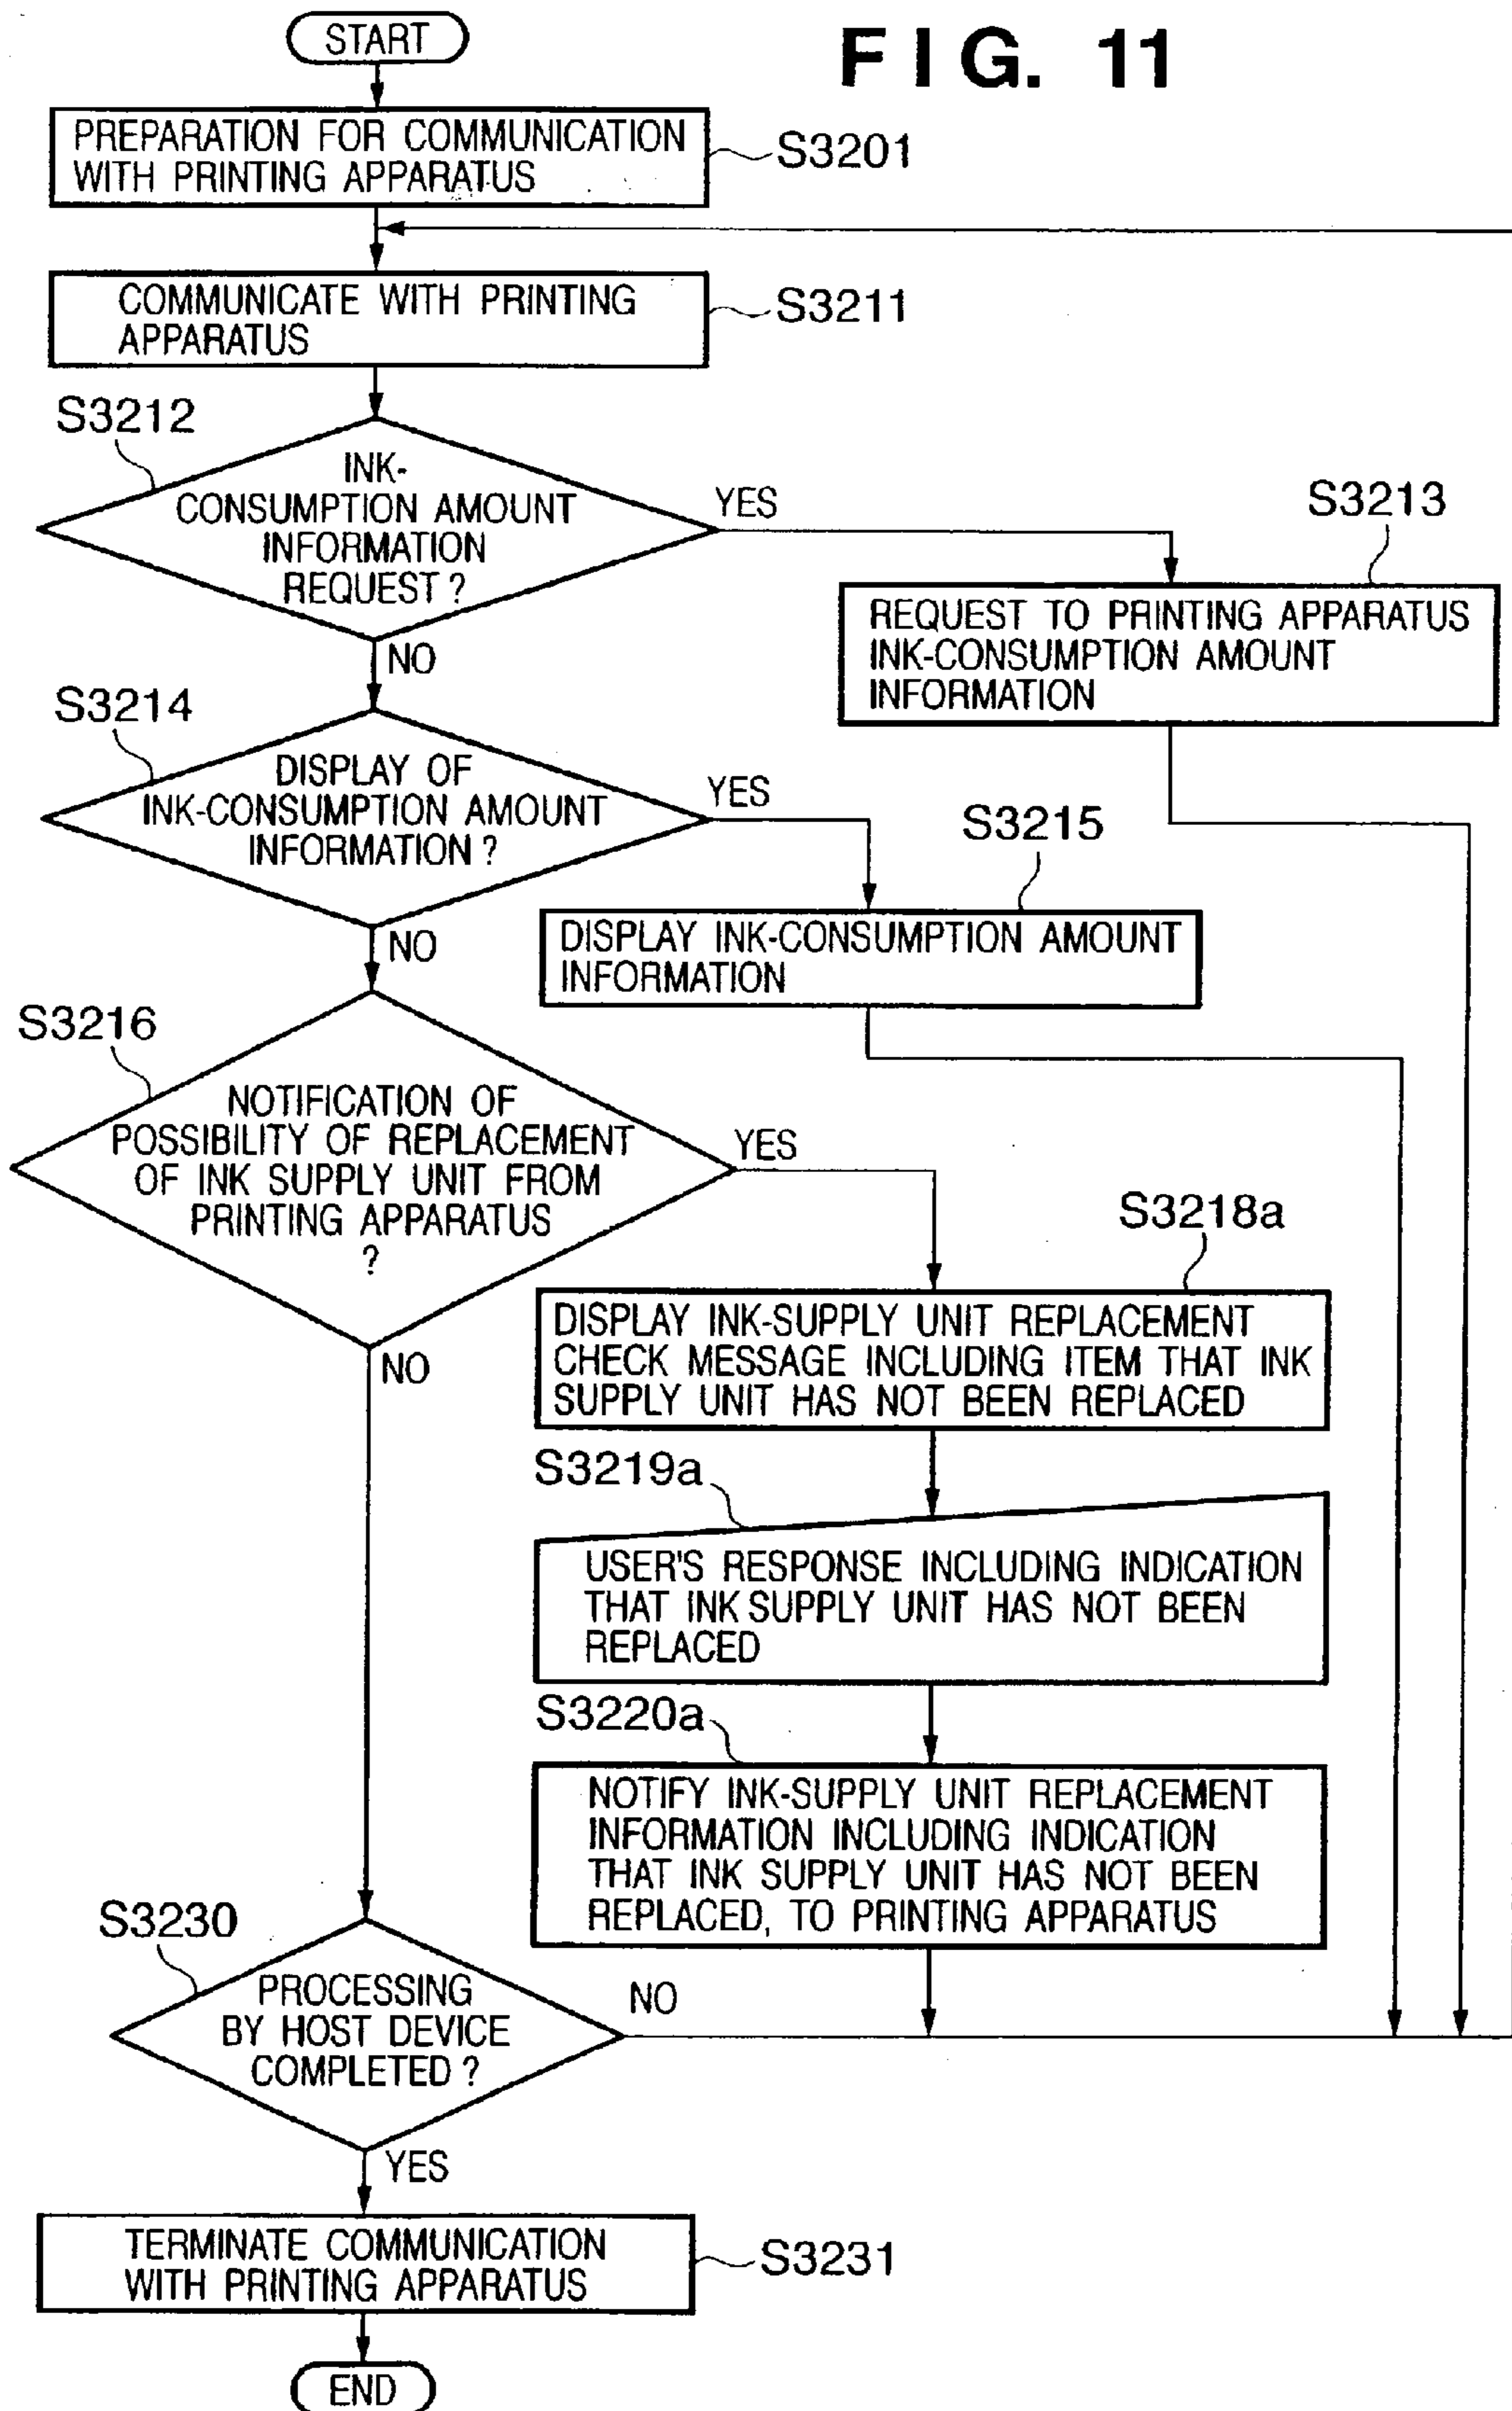 START
FIG. 11
PREPARATION FOR COMMUNICATION
WITH PRINTING APPARATUS
S3201
COMMUNICATE WITH PRINTING
APPARATUS
S3211
S3212
INK-
CONSUMPTION AMOUNT
INFORMATION
REQUEST?
YES
NO
S3213
REQUEST TO PRINTING APPARATUS
INK-CONSUMPTION AMOUNT
INFORMATION
S3214
DISPLAY OF
INK-CONSUMPTION AMOUNT
INFORMATION?
YES
NO
S3215
DISPLAY INK-CONSUMPTION AMOUNT
INFORMATION
S3216
NOTIFICATION OF
POSSIBILITY OF REPLACEMENT
OF INK SUPPLY UNIT FROM
PRINTING APPARATUS
?
YES
NO
S3218a
DISPLAY INK-SUPPLY UNIT REPLACEMENT
CHECK MESSAGE INCLUDING ITEM THAT INK
SUPPLY UNIT HAS NOT BEEN REPLACED
S3219a
USER'S RESPONSE INCLUDING INDICATION
THAT INK SUPPLY UNIT HAS NOT BEEN
REPLACED
S3220a
NOTIFY INK-SUPPLY UNIT REPLACEMENT
INFORMATION INCLUDING INDICATION
THAT INK SUPPLY UNIT HAS NOT BEEN
REPLACED, TO PRINTING APPARATUS
S3230
PROCESSING
BY HOST DEVICE
COMPLETED?
NO
YES
TERMINATE COMMUNICATION
WITH PRINTING APPARATUS
S3231
END